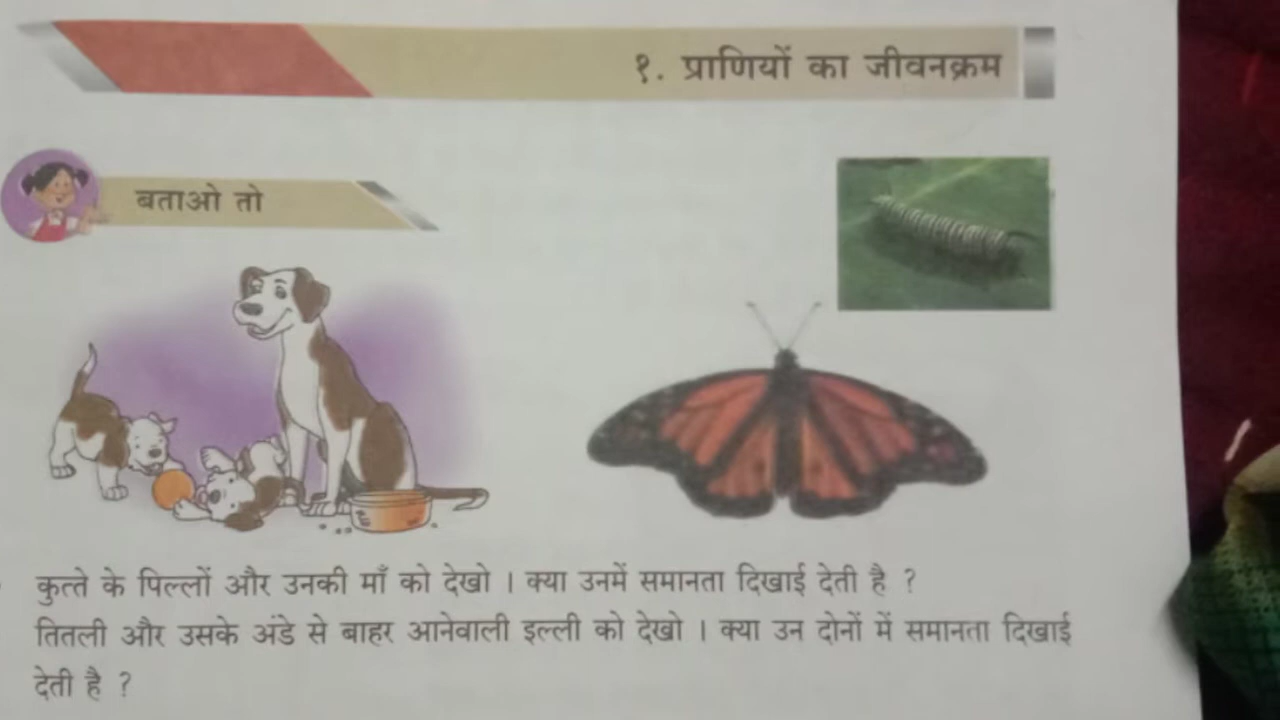 १. प्राणियों का जीवनक्रम
बताओ तो
कुत्ते के पिल्लों और उनकी माँ को देखो । क्या उनमें समानता दिखाई देती है ?
तितली और उसके अंडे से बाहर आनेवाली इल्ली को देखो । क्या उन दोनों में समानता दिखाई
देती है ?